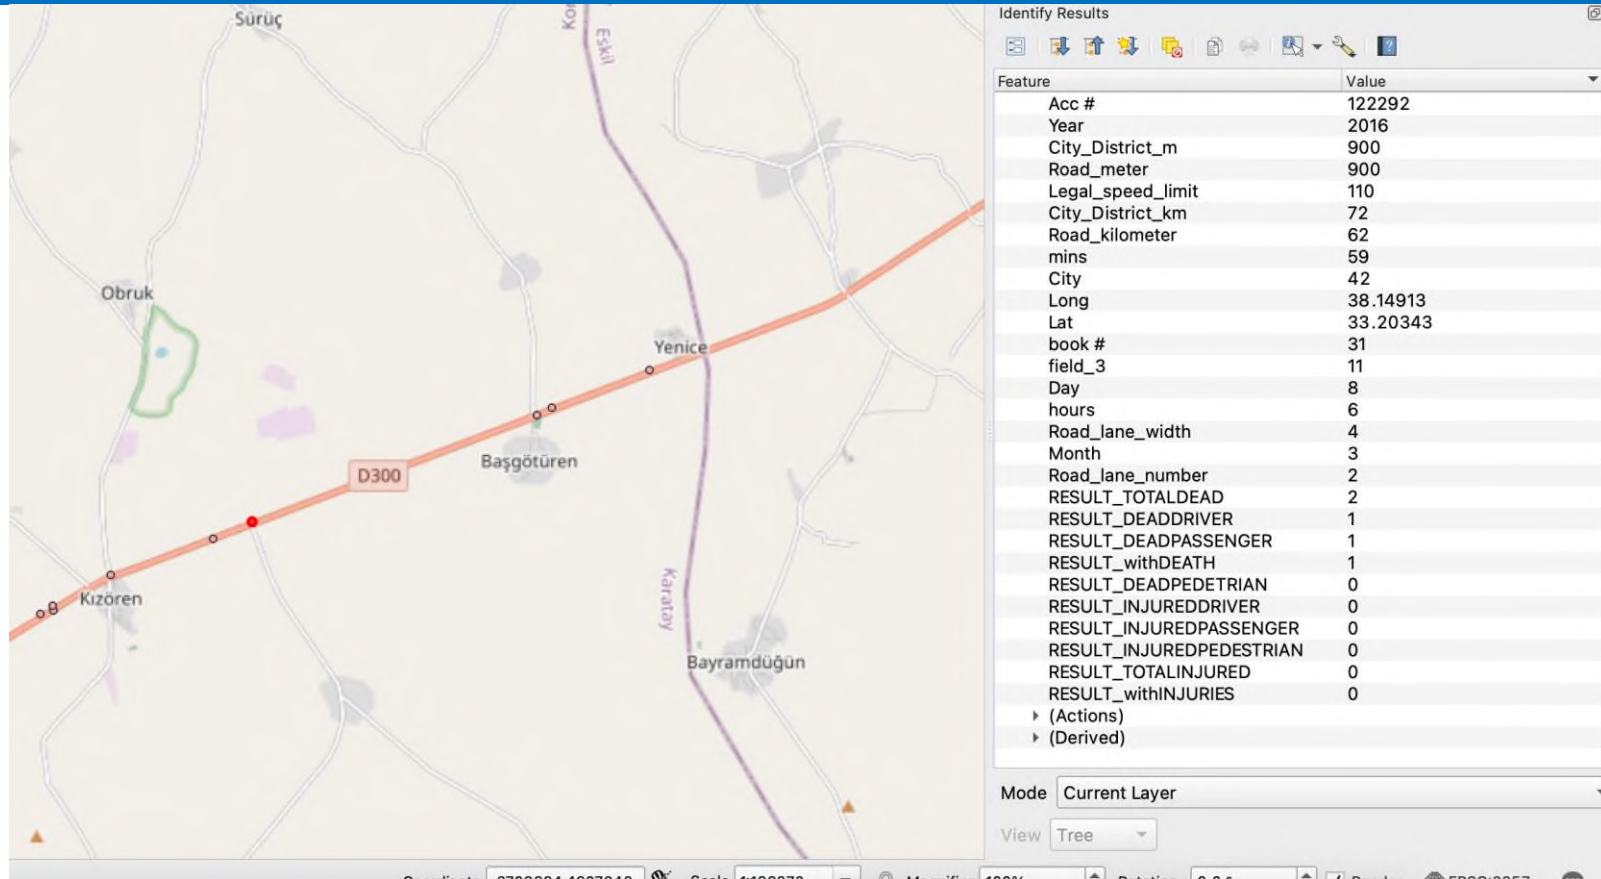 Sürüç
Kon
Eskil
Obruk
Yenice
D300
Başgötüren
Kızören
Karatay
Bayramdüğün
Identify Results
Feature Value
Acc # 122292
Year 2016
City_District_m 900
Road_meter 900
Legal_speed_limit 110
City_District_km 72
Road_kilometer 62
mins 59
City 42
Long 38.14913
Lat 33.20343
book # 31
field_3 11
Day 8
hours 6
Road_lane_width 4
Month 3
Road_lane_number 2
RESULT_TOTALDEAD 2
RESULT_DEADDRIVER 1
RESULT_DEADPASSENGER 1
RESULT_withDEATH 1
RESULT_DEADPEDETRIAN 0
RESULT_INJUREDDRIVER 0
RESULT_INJUREDPASSENGER 0
RESULT_INJUREDPEDESTRIAN 0
RESULT_TOTALINJURED 0
RESULT_withINJURIES 0
(Actions)
(Derived)
Mode Current Layer
View Tree